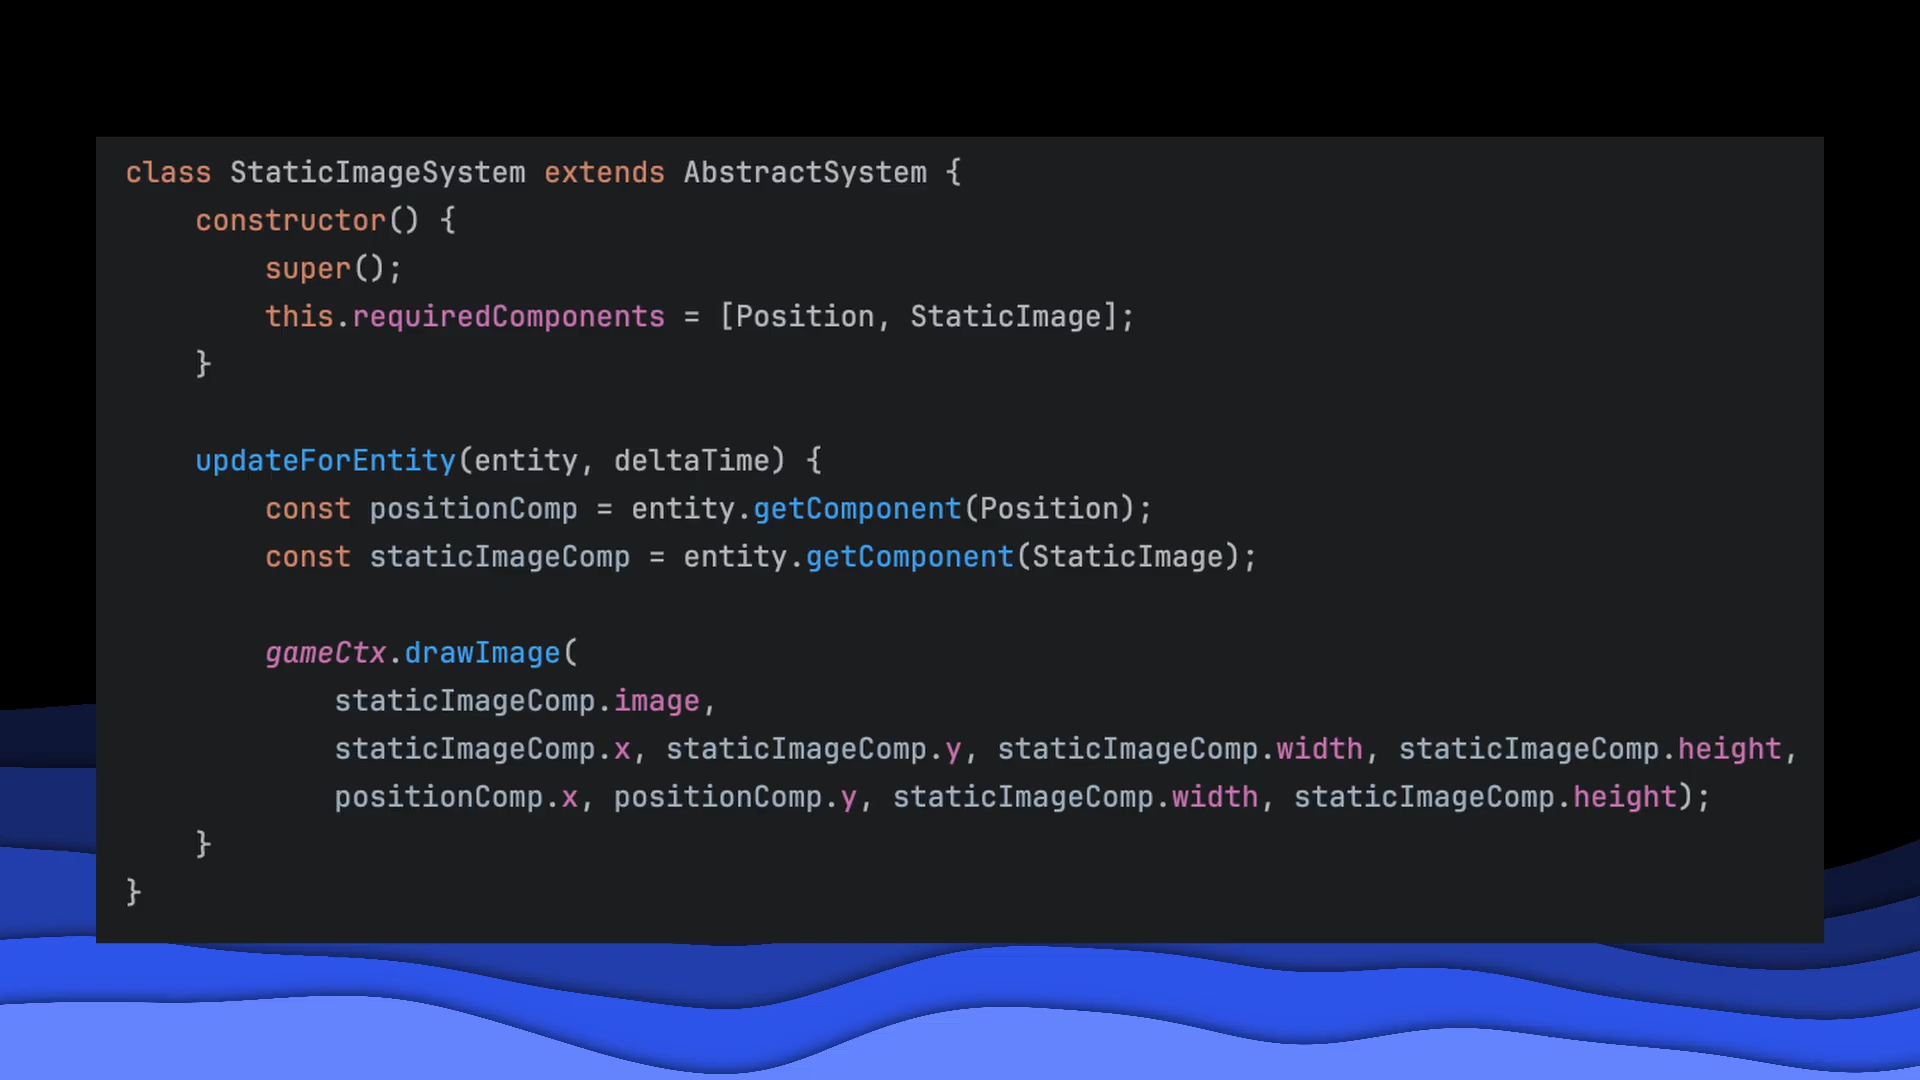 class StaticImageSystem extends AbstractSystem {
    constructor() {
        super();
        this.requiredComponents = [Position, StaticImage];
    }

    updateForEntity(entity, deltaTime) {
        const positionComp = entity.getComponent(Position);
        const staticImageComp = entity.getComponent(StaticImage);

        gameCtx.drawImage(
            staticImageComp.image,
            staticImageComp.x, staticImageComp.y, staticImageComp.width, staticImageComp.height,
            positionComp.x, positionComp.y, staticImageComp.width, staticImageComp.height);
    }
}